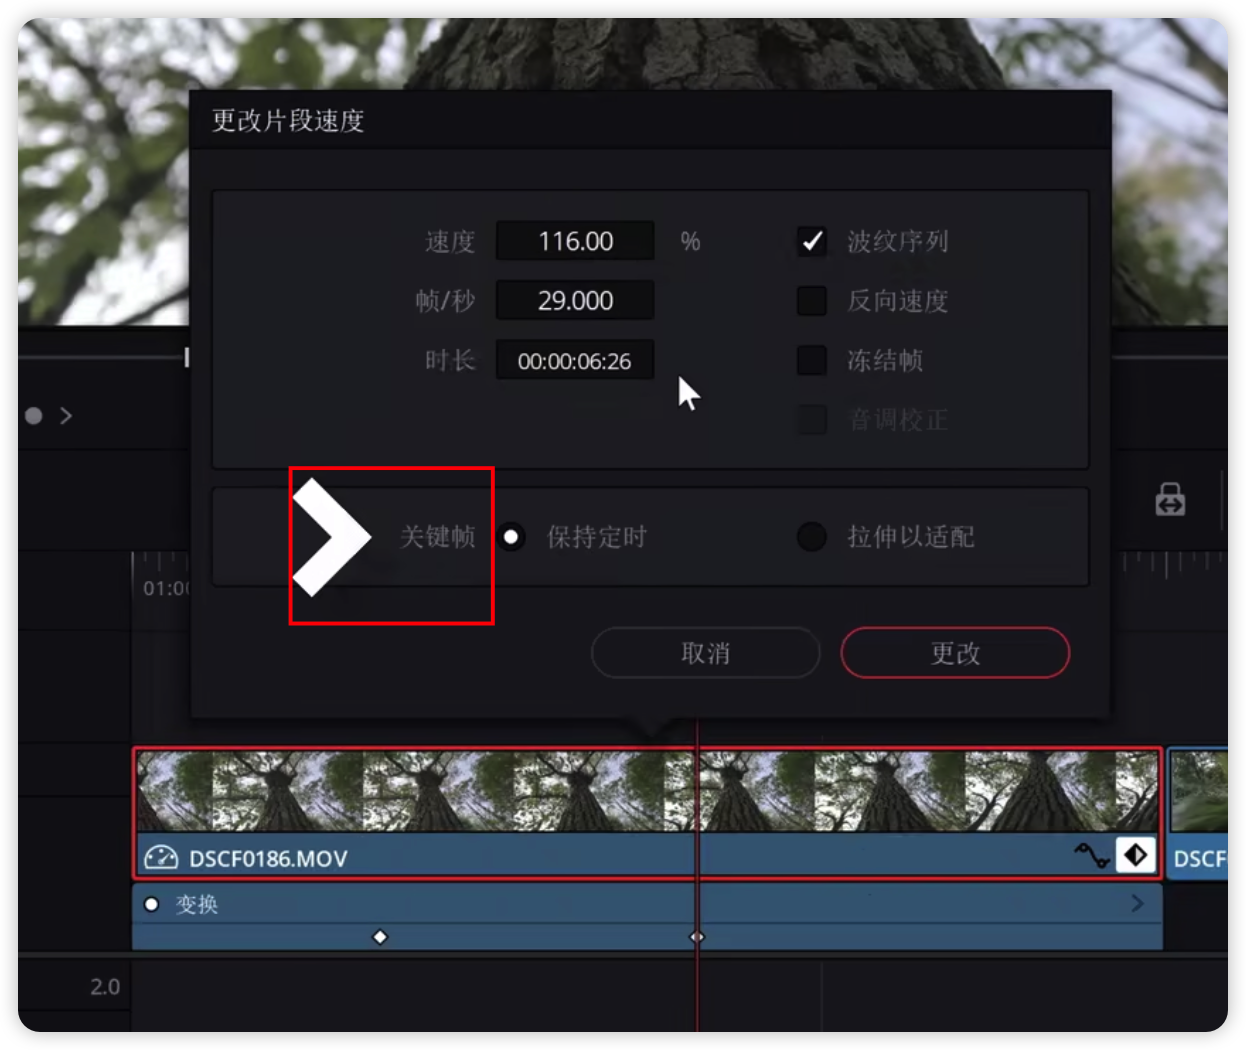 更改片段速度
速度 116.00 %
波纹序列
帧/秒 29.000
反向速度
时长 00:00:06:26
冻结帧
音调校正
关键帧 保持定时 拉伸以适配
01:00
取消 更改
DSCF0186.MOV
DSCF
变换
2.0